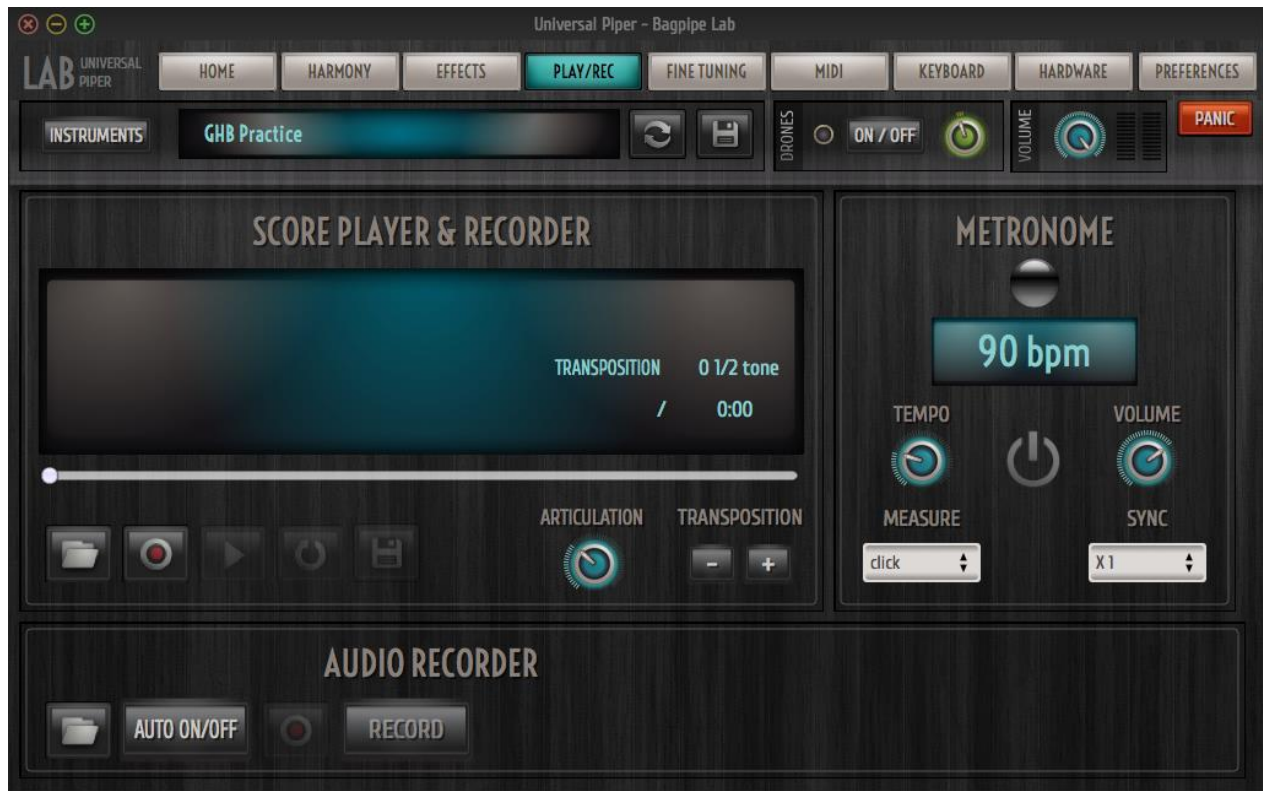 Universal Piper - Bagpipe Lab
LAB UNIVERSAL PIPER
HOME
HARMONY
EFFECTS
PLAY/REC
FINE TUNING
MIDI
KEYBOARD
HARDWARE
PREFERENCES
INSTRUMENTS
GHB Practice
DRONES
ON / OFF
VOLUME
PANIC
SCORE PLAYER & RECORDER
TRANSPOSITION 0 1/2 tone
/ 0:00
ARTICULATION
TRANSPOSITION
-
+
METRONOME
90 bpm
TEMPO
VOLUME
MEASURE
SYNC
click
X 1
AUDIO RECORDER
AUTO ON/OFF
RECORD